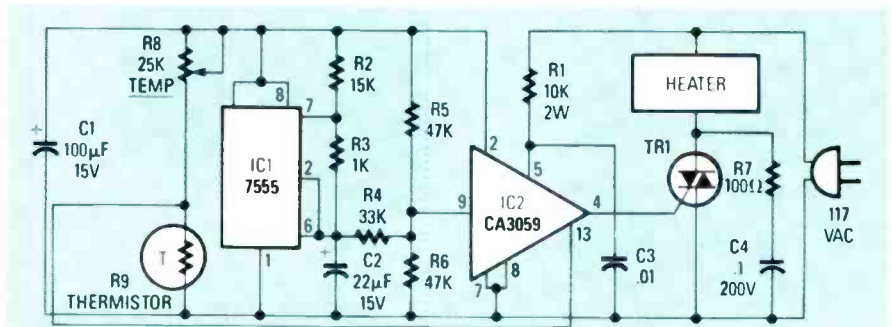 R8
25K
TEMP
C1
100µF
15V
+
T
R9
THERMISTOR
8
7
IC1
7555
2
6
1
R2
15K
R3
1K
R4
33K
+
C2
22µF
15V
R5
47K
R6
47K
9
2
5
IC2
CA3059
4
13
7
8
R1
10K
2W
C3
.01
HEATER
TR1
R7
100Ω
C4
.1
200V
117
VAC